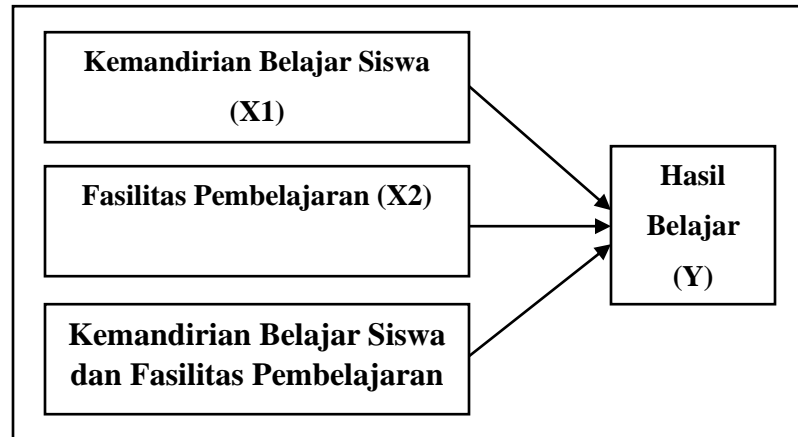 Kemandirian Belajar Siswa
(X1)
Fasilitas Pembelajaran (X2)
Kemandirian Belajar Siswa
dan Fasilitas Pembelajaran
Hasil
Belajar
(Y)